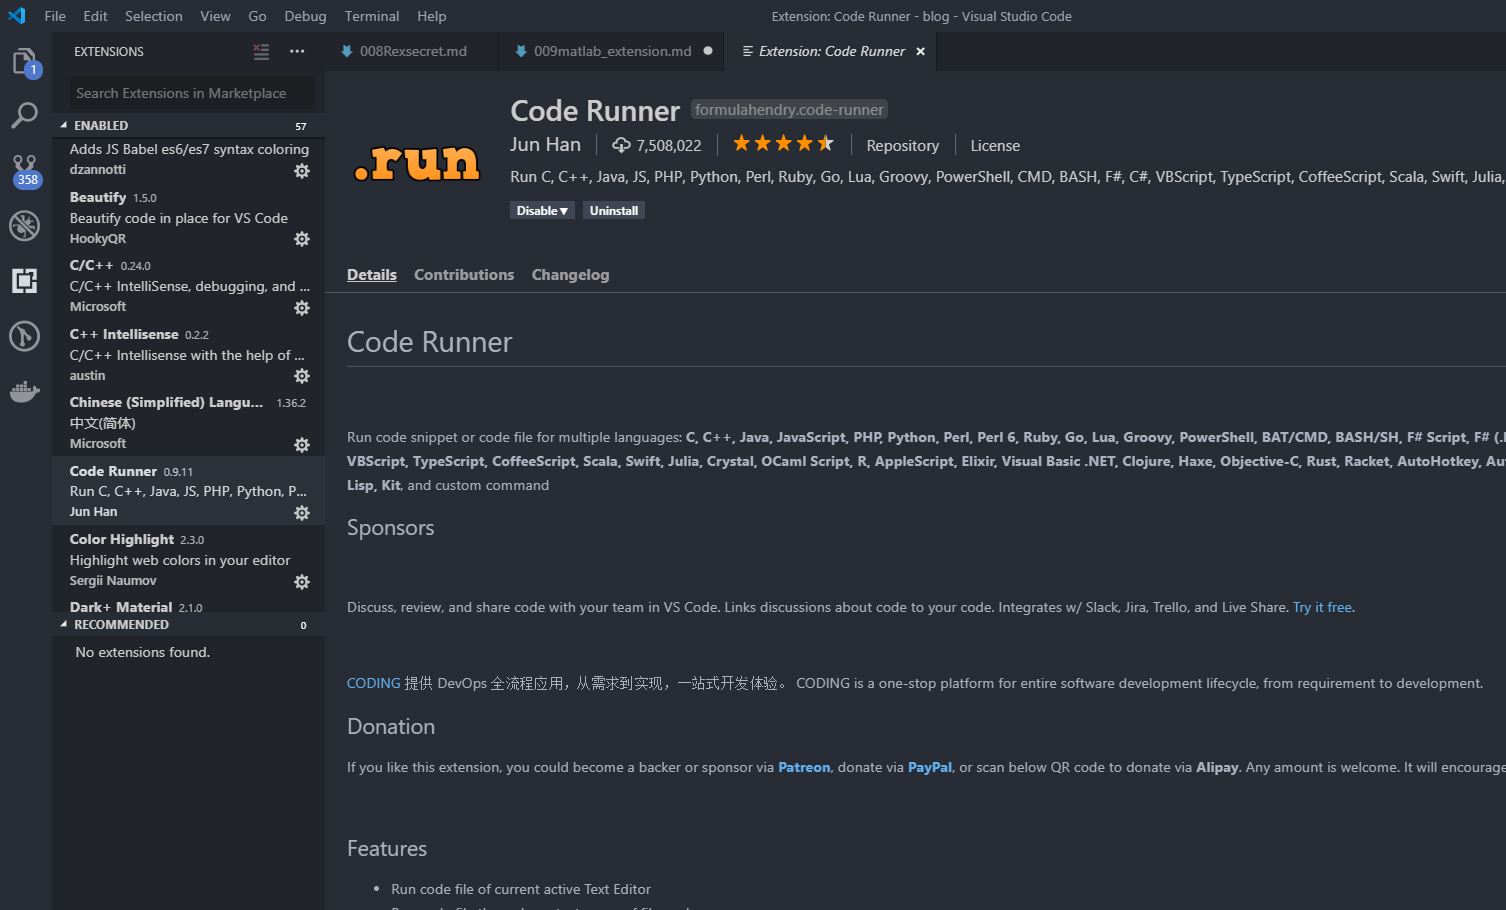 File Edit Selection View Go Debug Terminal Help
Extension: Code Runner - blog - Visual Studio Code
1
358
EXTENSIONS
Search Extensions in Marketplace
ENABLED 57
Adds JS Babel es6/es7 syntax coloring
dzannotti
Beautify 1.5.0
Beautify code in place for VS Code
HookyQR
C/C++ 0.24.0
C/C++ IntelliSense, debugging, and ...
Microsoft
C++ Intellisense 0.2.2
C/C++ Intellisense with the help of ...
austin
Chinese (Simplified) Langu... 1.36.2
中文(简体)
Microsoft
Code Runner 0.9.11
Run C, C++, Java, JS, PHP, Python, P...
Jun Han
Color Highlight 2.3.0
Highlight web colors in your editor
Sergii Naumov
Dark+ Material 2.1.0
RECOMMENDED 0
No extensions found.
008Rexsecret.md
009matlab_extension.md
Extension: Code Runner
.run
Code Runner formulahendry.code-runner
Jun Han 7,508,022 Repository License
Run C, C++, Java, JS, PHP, Python, Perl, Ruby, Go, Lua, Groovy, PowerShell, CMD, BASH, F#, C#, VBScript, TypeScript, CoffeeScript, Scala, Swift, Julia,
Disable Uninstall
Details Contributions Changelog
Code Runner
Run code snippet or code file for multiple languages: C, C++, Java, JavaScript, PHP, Python, Perl, Perl 6, Ruby, Go, Lua, Groovy, PowerShell, BAT/CMD, BASH/SH, F# Script, F# (.
VBScript, TypeScript, CoffeeScript, Scala, Swift, Julia, Crystal, OCaml Script, R, AppleScript, Elixir, Visual Basic .NET, Clojure, Haxe, Objective-C, Rust, Racket, AutoHotkey, Au
Lisp, Kit, and custom command
Sponsors
Discuss, review, and share code with your team in VS Code. Links discussions about code to your code. Integrates w/ Slack, Jira, Trello, and Live Share. Try it free.
CODING 提供 DevOps 全流程应用，从需求到实现，一站式开发体验。 CODING is a one-stop platform for entire software development lifecycle, from requirement to development.
Donation
If you like this extension, you could become a backer or sponsor via Patreon, donate via PayPal, or scan below QR code to donate via Alipay. Any amount is welcome. It will encourage
Features
• Run code file of current active Text Editor